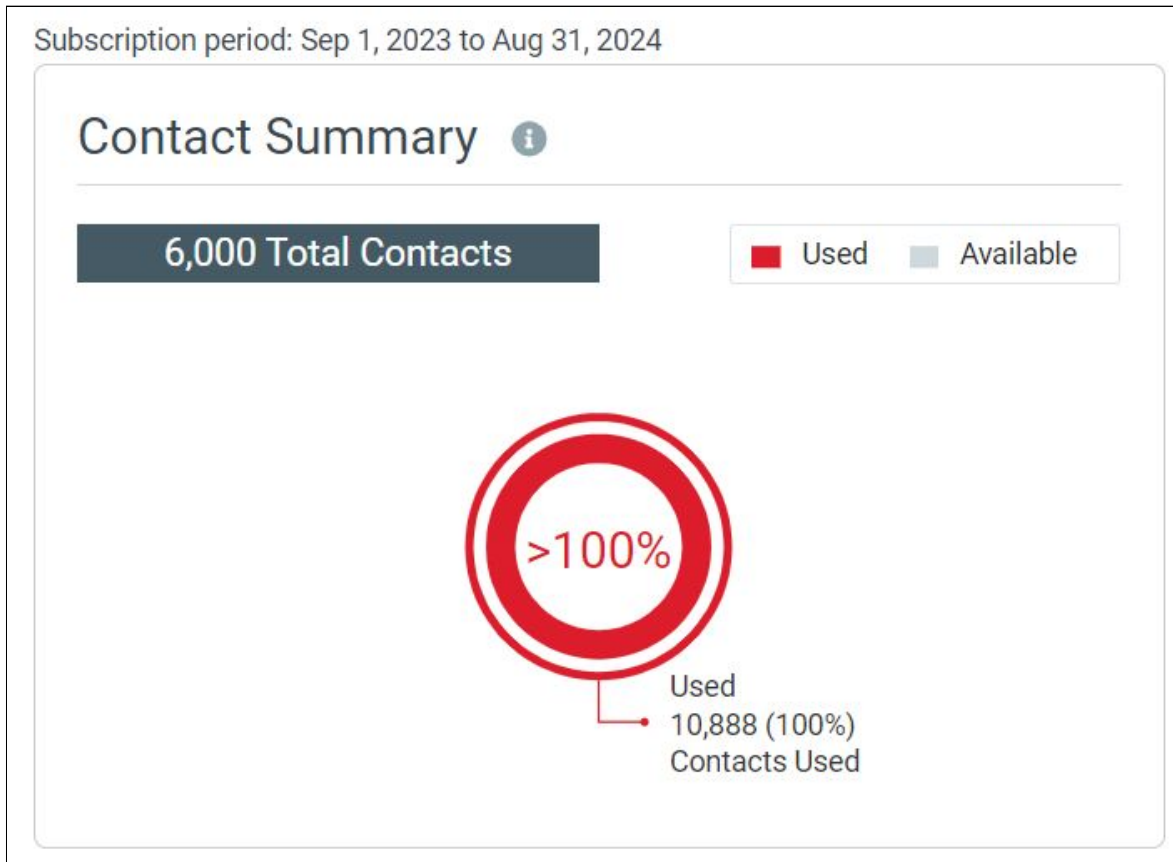 Subscription period: Sep 1, 2023 to Aug 31, 2024
Contact Summary i
6,000 Total Contacts
Used Available
>100%
Used
10,888 (100%)
Contacts Used